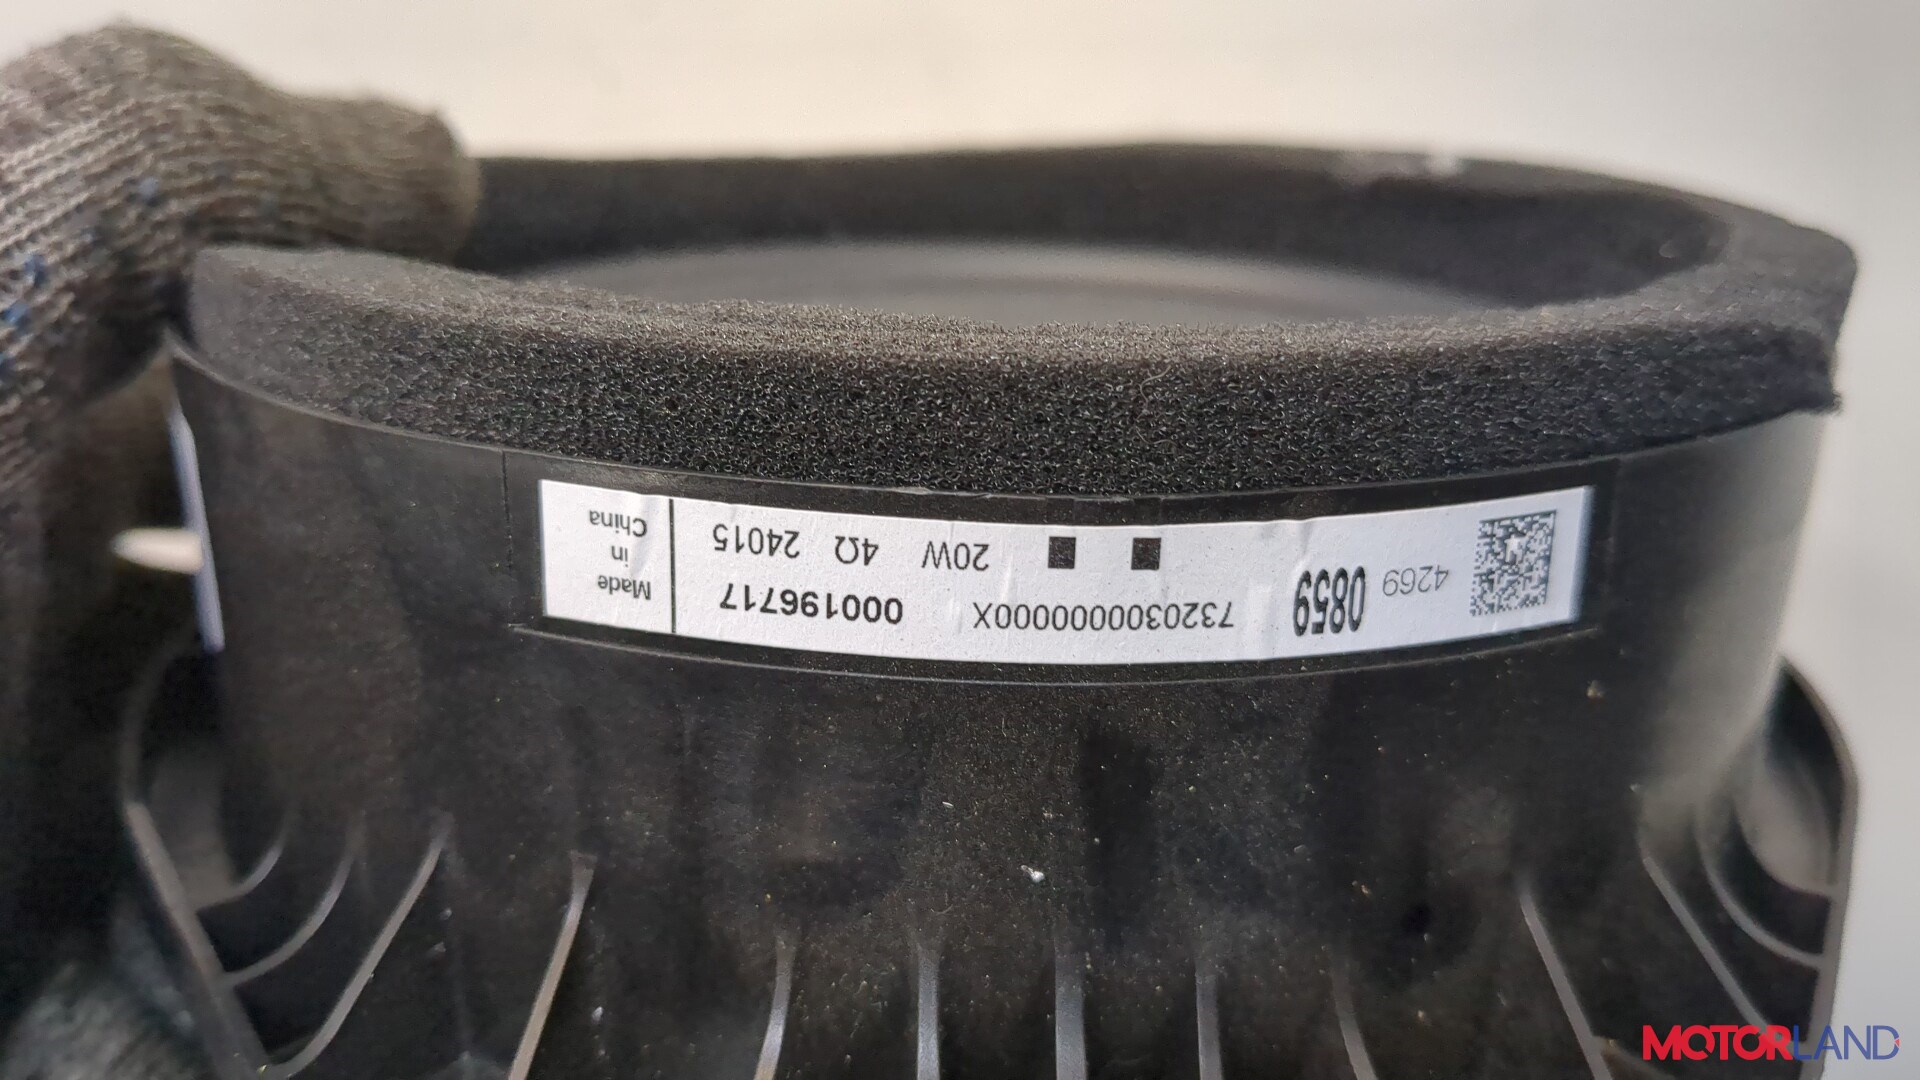 4269 0859
73203000000000X 000196717
20W 4Ω 24015
Made
in
China
MOTORLAND